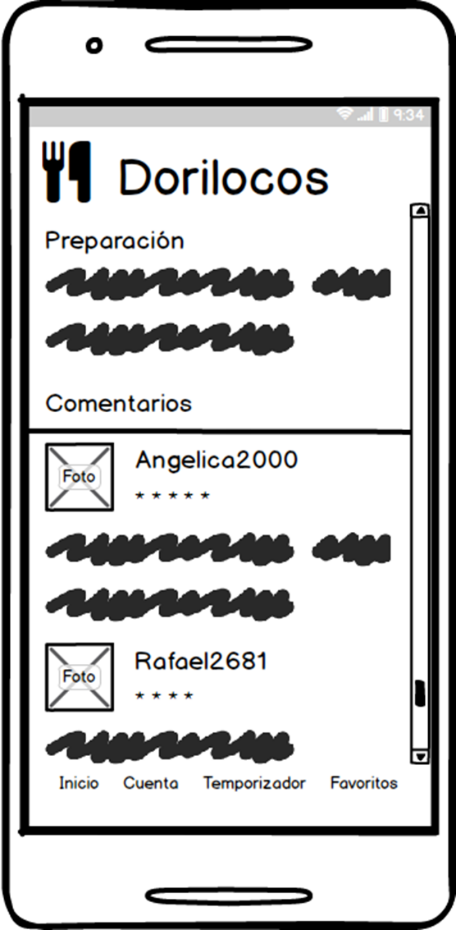 9:34
Dorilocos
Preparación
Comentarios
Angelica2000
* * * * *
Foto
Rafael2681
* * * *
Foto
Inicio Cuenta Temporizador Favoritos